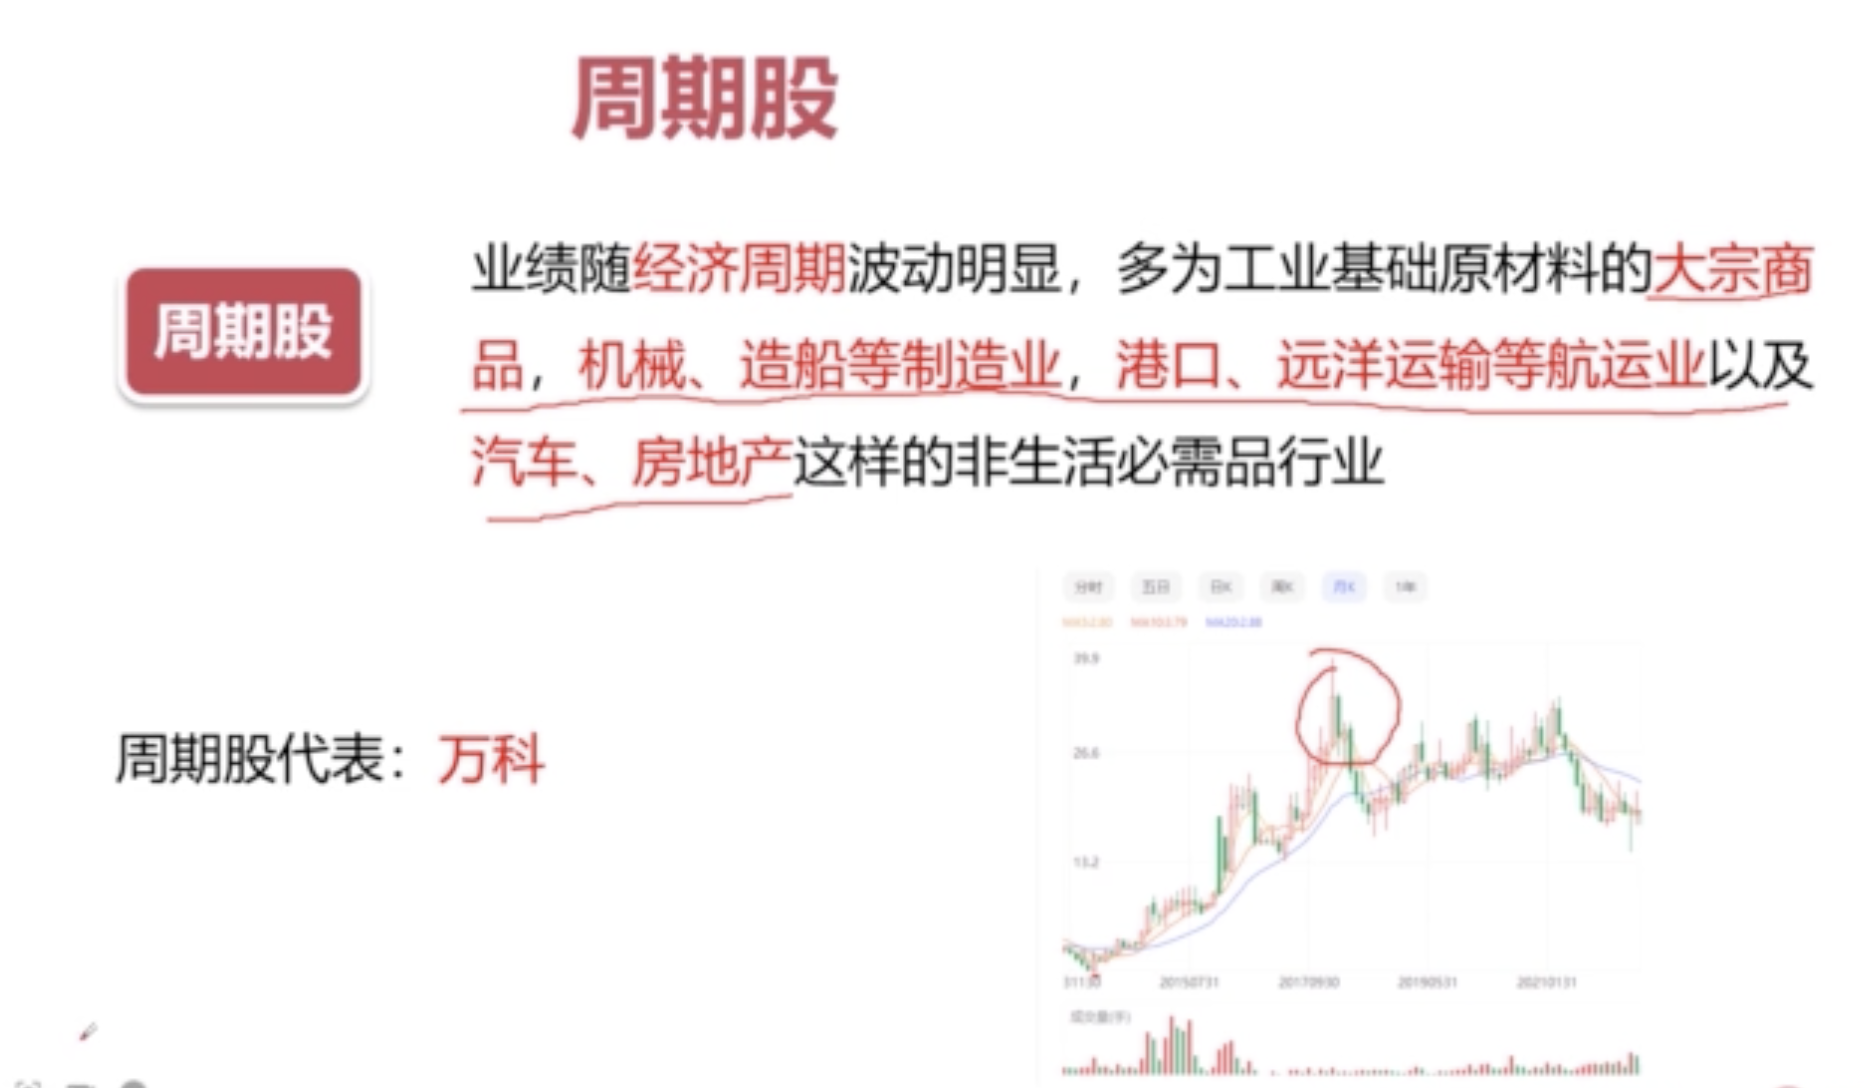 周期股
周期股
业绩随经济周期波动明显，多为工业基础原材料的大宗商
品，机械、造船等制造业，港口、远洋运输等航运业以及
汽车、房地产这样的非生活必需品行业
周期股代表：万科
分时 五日 日K 周K 月K 1年
39.9
26.6
13.2
20150731 20170930 20190531 20210131
成交量(手)